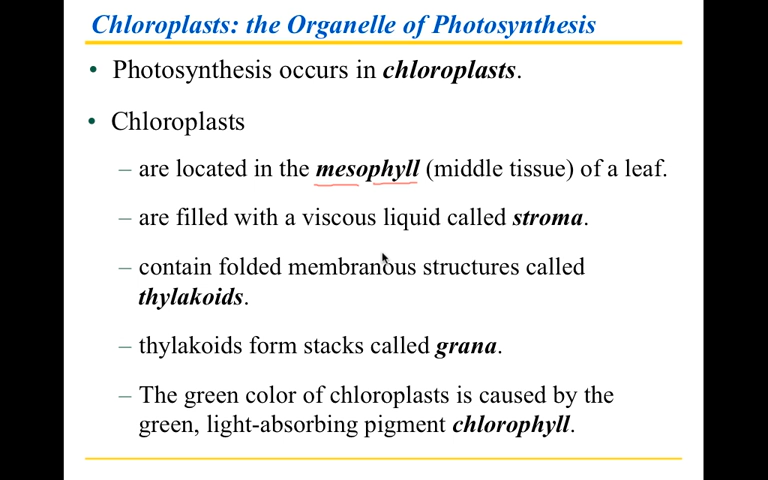 Chloroplasts: the Organelle of Photosynthesis
• Photosynthesis occurs in chloroplasts.
• Chloroplasts
– are located in the mesophyll (middle tissue) of a leaf.
– are filled with a viscous liquid called stroma.
– contain folded membranous structures called
thylakoids.
– thylakoids form stacks called grana.
– The green color of chloroplasts is caused by the
green, light-absorbing pigment chlorophyll.